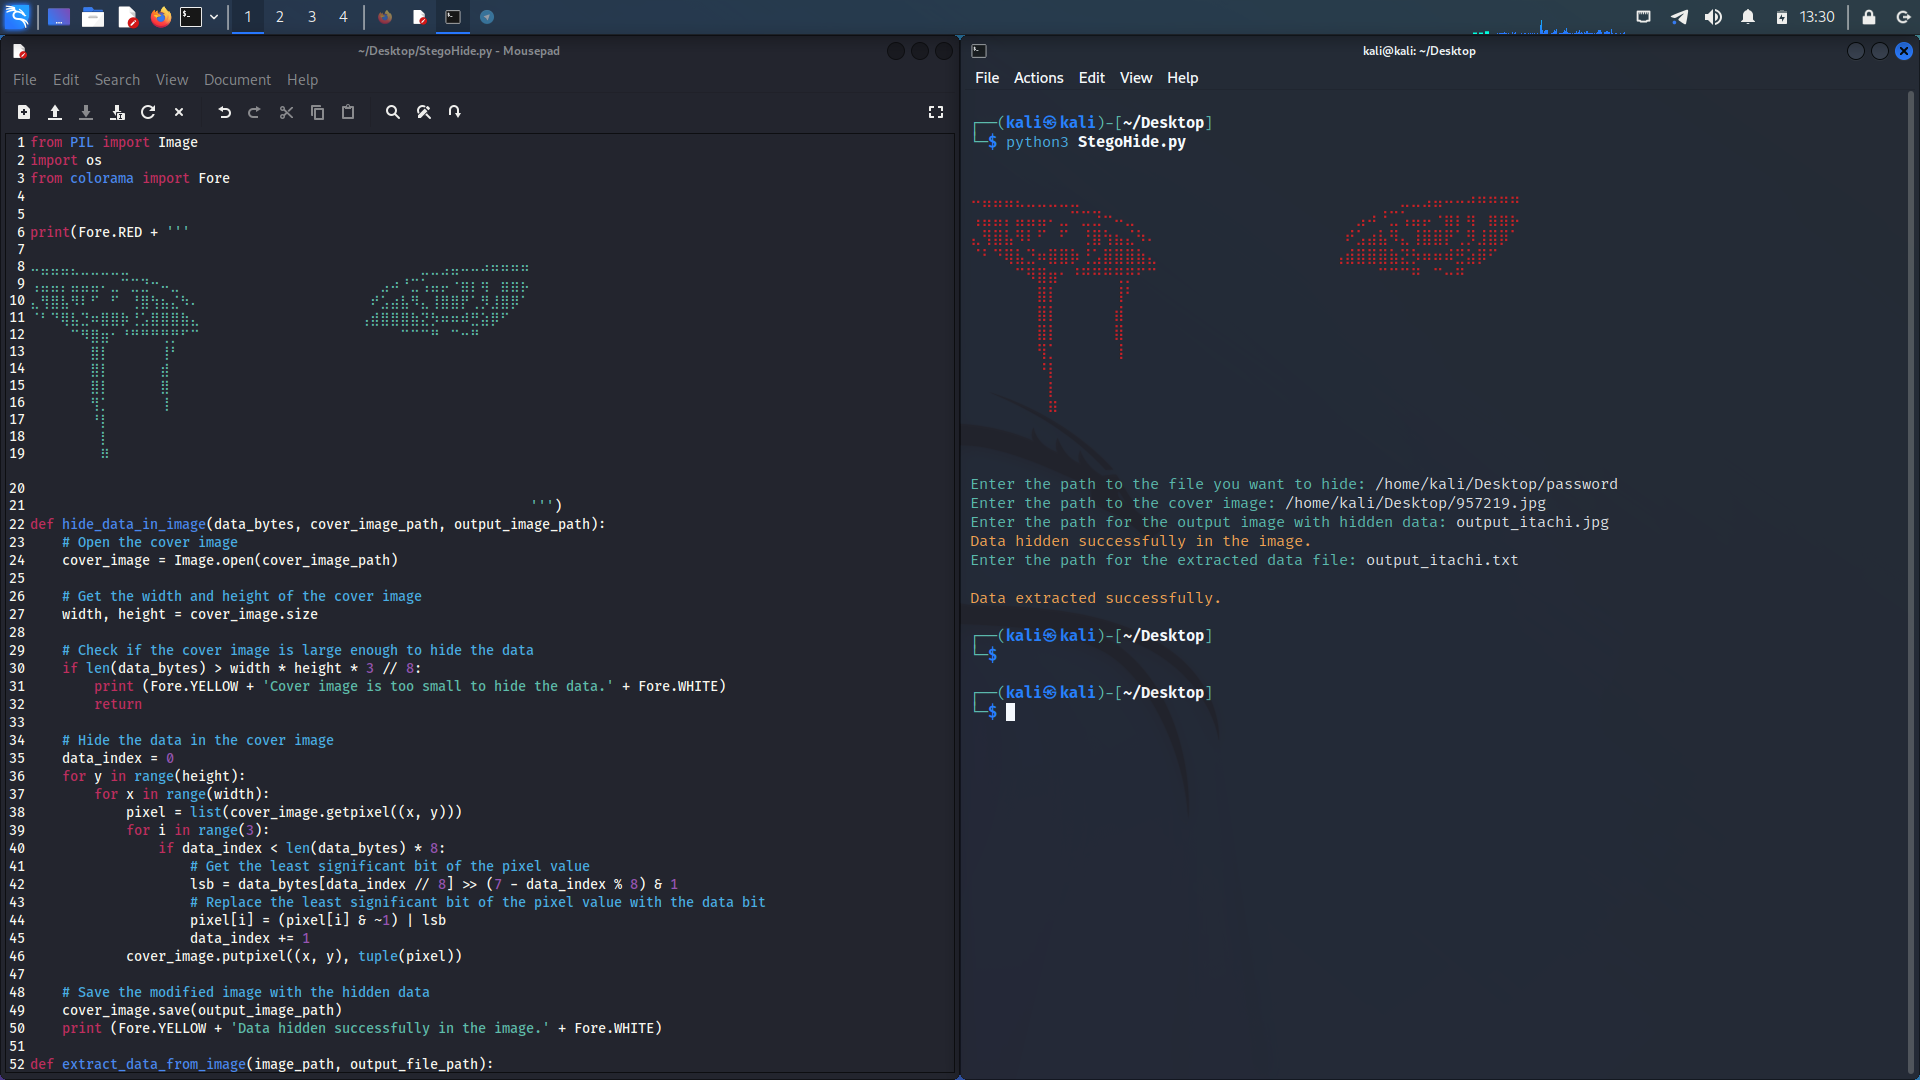 1 2 3 4
13:30
~/Desktop/StegoHide.py - Mousepad
File Edit Search View Document Help
1 from PIL import Image
2 import os
3 from colorama import Fore
4
5
6 print(Fore.RED + '''
7
8
9
10
11
12
13
14
15
16
17
18
19
20
21 ''')
22 def hide_data_in_image(data_bytes, cover_image_path, output_image_path):
23     # Open the cover image
24     cover_image = Image.open(cover_image_path)
25
26     # Get the width and height of the cover image
27     width, height = cover_image.size
28
29     # Check if the cover image is large enough to hide the data
30     if len(data_bytes) > width * height * 3 // 8:
31         print (Fore.YELLOW + 'Cover image is too small to hide the data.' + Fore.WHITE)
32         return
33
34     # Hide the data in the cover image
35     data_index = 0
36     for y in range(height):
37         for x in range(width):
38             pixel = list(cover_image.getpixel((x, y)))
39             for i in range(3):
40                 if data_index < len(data_bytes) * 8:
41                     # Get the least significant bit of the pixel value
42                     lsb = data_bytes[data_index // 8] >> (7 - data_index % 8) & 1
43                     # Replace the least significant bit of the pixel value with the data bit
44                     pixel[i] = (pixel[i] & ~1) | lsb
45                     data_index += 1
46             cover_image.putpixel((x, y), tuple(pixel))
47
48     # Save the modified image with the hidden data
49     cover_image.save(output_image_path)
50     print (Fore.YELLOW + 'Data hidden successfully in the image.' + Fore.WHITE)
51
52 def extract_data_from_image(image_path, output_file_path):
kali@kali: ~/Desktop
File Actions Edit View Help
┌──(kali㉿kali)-[~/Desktop]
└─$ python3 StegoHide.py
Enter the path to the file you want to hide: /home/kali/Desktop/password
Enter the path to the cover image: /home/kali/Desktop/957219.jpg
Enter the path for the output image with hidden data: output_itachi.jpg
Data hidden successfully in the image.
Enter the path for the extracted data file: output_itachi.txt
Data extracted successfully.
┌──(kali㉿kali)-[~/Desktop]
└─$
┌──(kali㉿kali)-[~/Desktop]
└─$